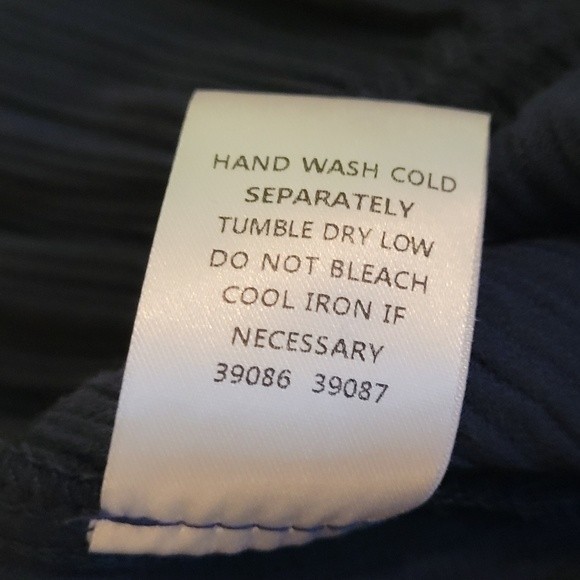 HAND WASH COLD
SEPARATELY
TUMBLE DRY LOW
DO NOT BLEACH
COOL IRON IF
NECESSARY
39086 39087